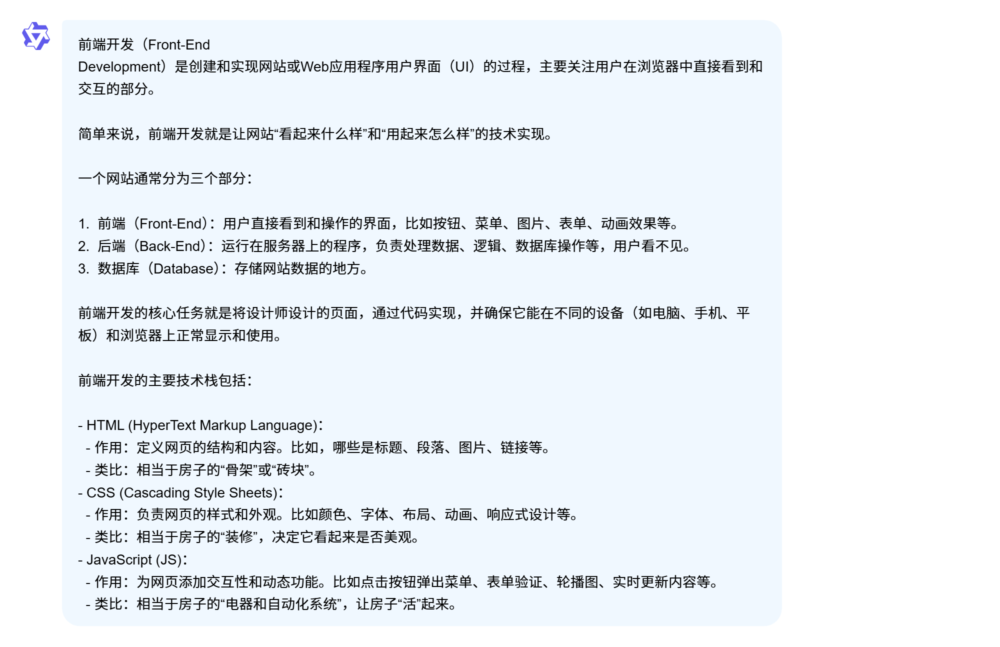 前端开发（Front-End
Development）是创建和实现网站或Web应用程序用户界面（UI）的过程，主要关注用户在浏览器中直接看到和
交互的部分。
简单来说，前端开发就是让网站“看起来什么样”和“用起来怎么样”的技术实现。
一个网站通常分为三个部分：
1. 前端（Front-End）：用户直接看到和操作的界面，比如按钮、菜单、图片、表单、动画效果等。
2. 后端（Back-End）：运行在服务器上的程序，负责处理数据、逻辑、数据库操作等，用户看不见。
3. 数据库（Database）：存储网站数据的地方。
前端开发的核心任务就是将设计师设计的页面，通过代码实现，并确保它能在不同的设备（如电脑、手机、平
板）和浏览器上正常显示和使用。
前端开发的主要技术栈包括：
- HTML (HyperText Markup Language)：
- 作用：定义网页的结构和内容。比如，哪些是标题、段落、图片、链接等。
- 类比：相当于房子的“骨架”或“砖块”。
- CSS (Cascading Style Sheets)：
- 作用：负责网页的样式和外观。比如颜色、字体、布局、动画、响应式设计等。
- 类比：相当于房子的“装修”，决定它看起来是否美观。
- JavaScript (JS)：
- 作用：为网页添加交互性和动态功能。比如点击按钮弹出菜单、表单验证、轮播图、实时更新内容等。
- 类比：相当于房子的“电器和自动化系统”，让房子“活”起来。